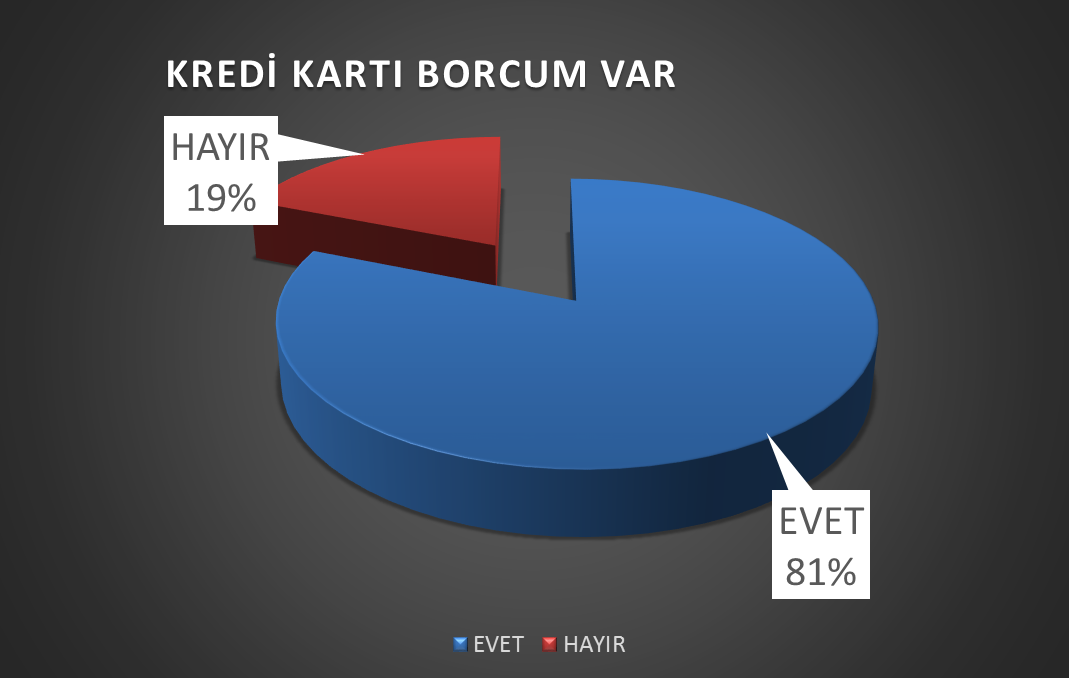 KREDİ KARTI BORCUM VAR
HAYIR
19%
EVET
81%
EVET HAYIR